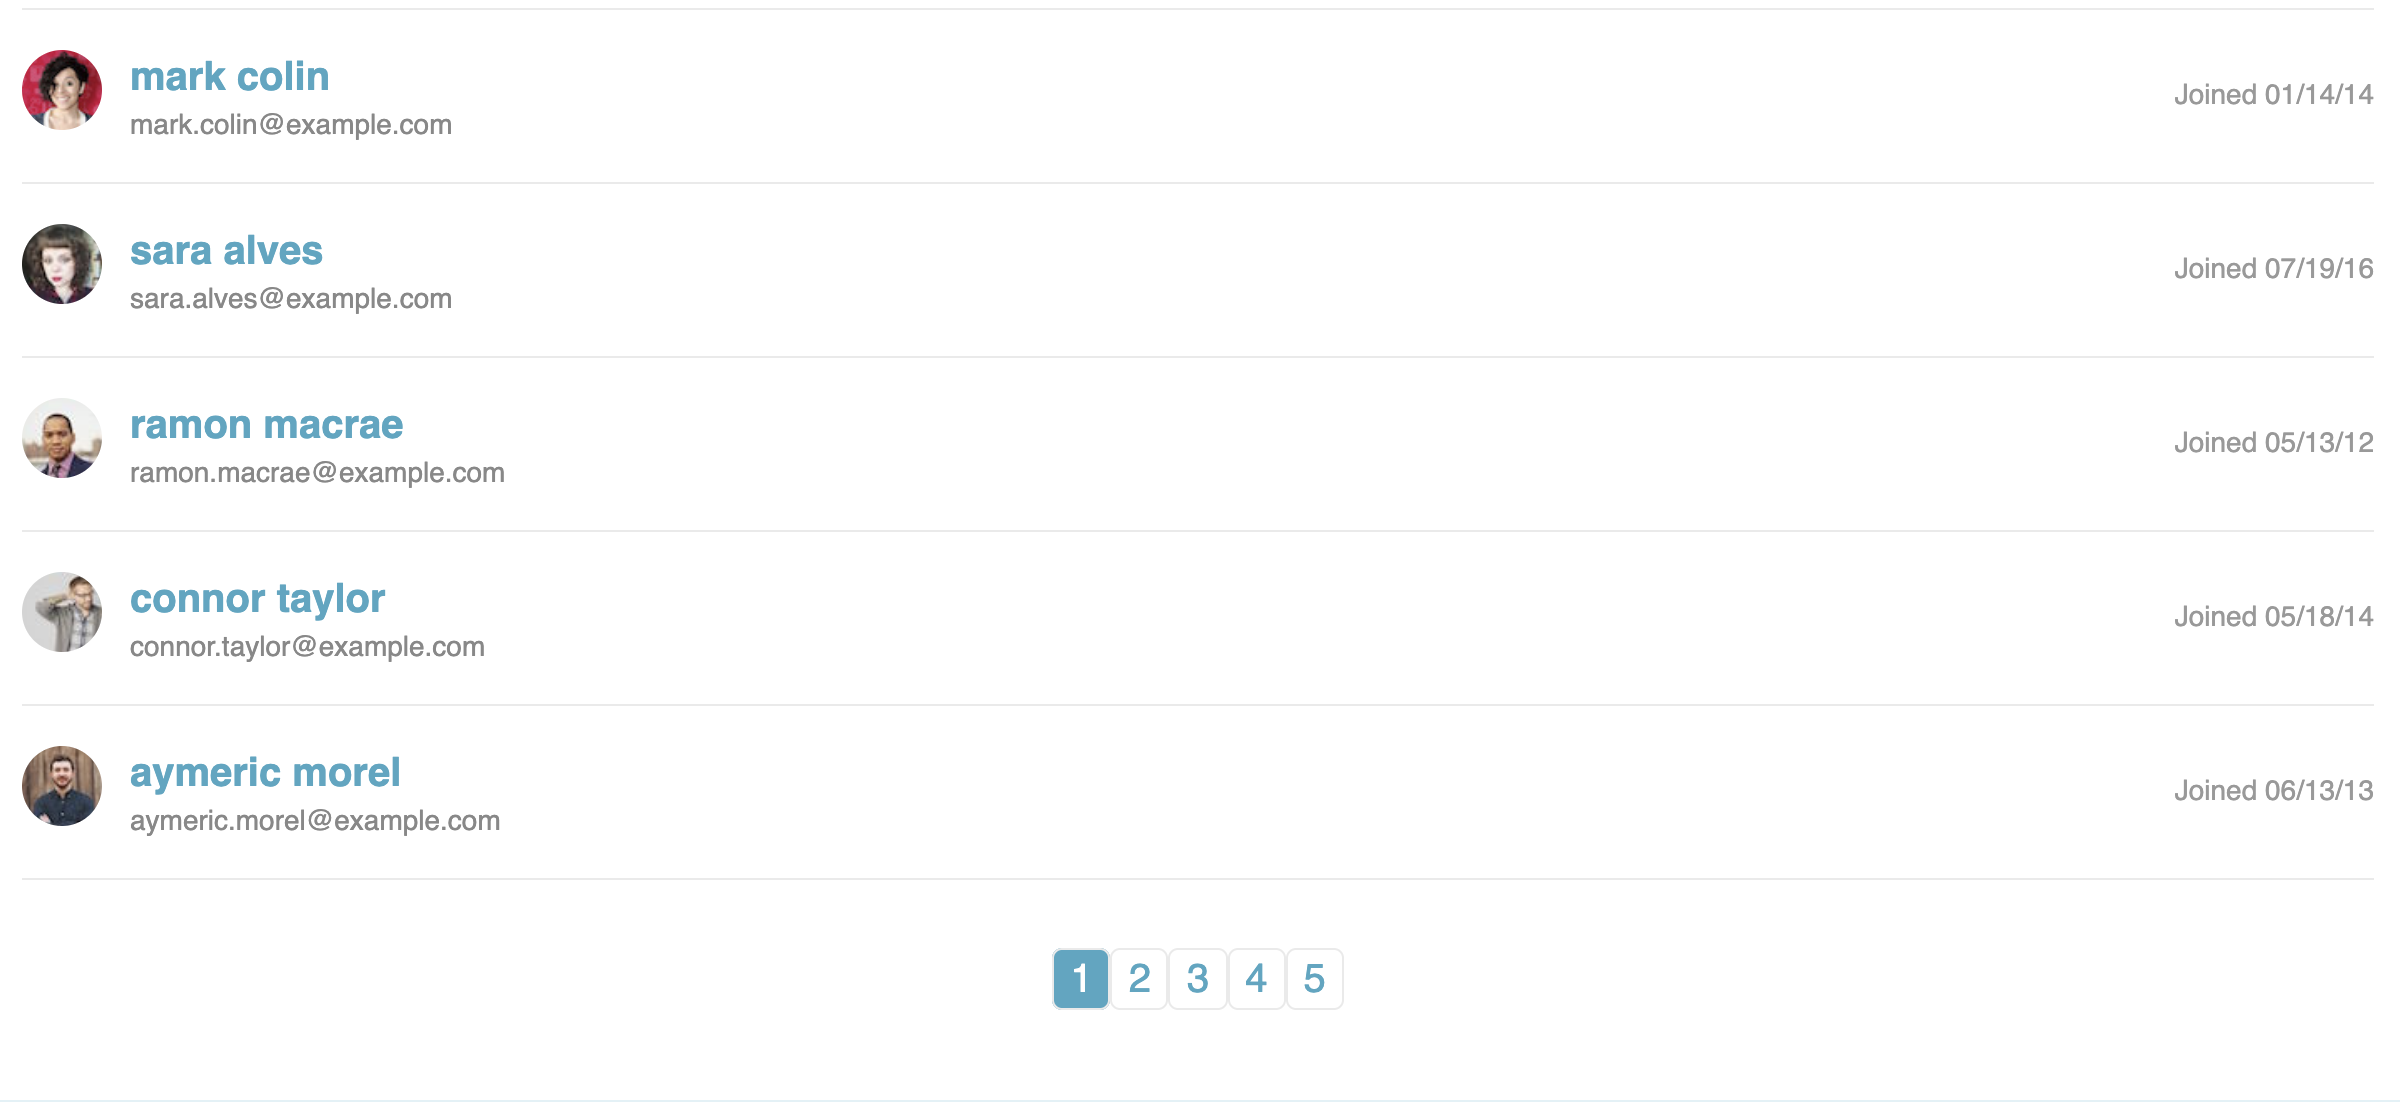 mark colin
mark.colin@example.com
Joined 01/14/14
sara alves
sara.alves@example.com
Joined 07/19/16
ramon macrae
ramon.macrae@example.com
Joined 05/13/12
connor taylor
connor.taylor@example.com
Joined 05/18/14
aymeric morel
aymeric.morel@example.com
Joined 06/13/13
1 2 3 4 5